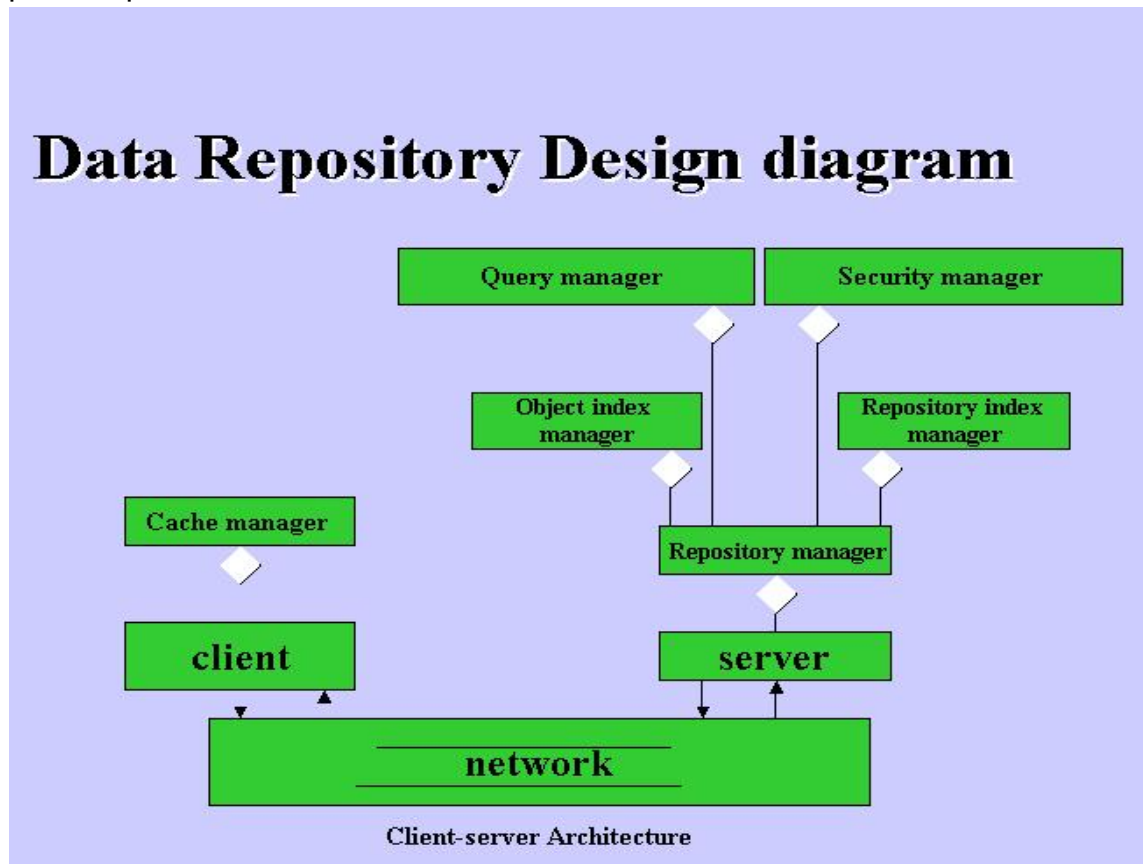 Data Repository Design diagram
Query manager
Security manager
Object index
manager
Repository index
manager
Cache manager
Repository manager
client
server
network
Client-server Architecture